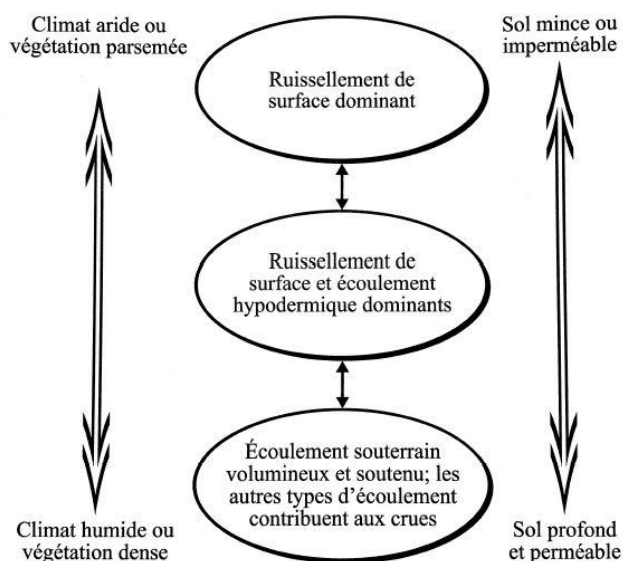 Climat aride ou
végétation parsemée
Sol mince ou
imperméable
Ruissellement de
surface dominant
Ruissellement de
surface et écoulement
hypodermique dominants
Écoulement souterrain
volumineux et soutenu; les
autres types d'écoulement
contribuent aux crues
Climat humide ou
végétation dense
Sol profond
et perméable